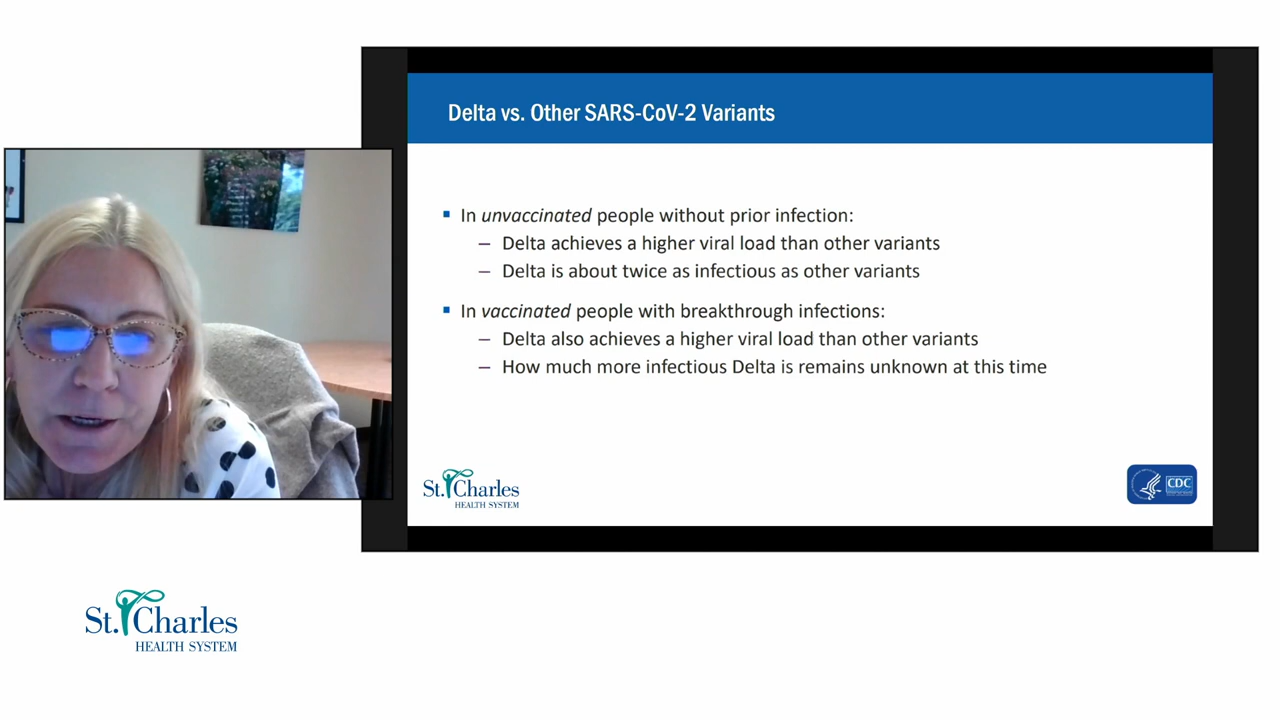 Delta vs. Other SARS-CoV-2 Variants
In unvaccinated people without prior infection:
– Delta achieves a higher viral load than other variants
– Delta is about twice as infectious as other variants
In vaccinated people with breakthrough infections:
– Delta also achieves a higher viral load than other variants
– How much more infectious Delta is remains unknown at this time
St. Charles
HEALTH SYSTEM
CDC
St. Charles
HEALTH SYSTEM